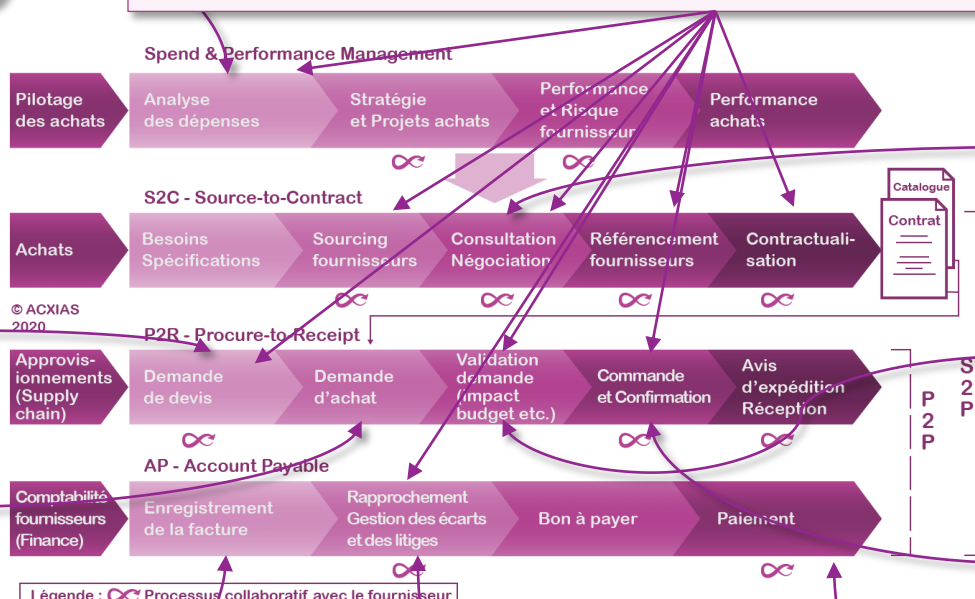 Spend & Performance Management
Pilotage
des achats
Analyse
des dépenses
Stratégie
et Projets achats
Performance
et Risque
fournisseur
Performance
achats
S2C - Source-to-Contract
Achats
Besoins
Spécifications
Sourcing
fournisseurs
Consultation
Négociation
Référencement
fournisseurs
Contractuali-
sation
Catalogue
Contrat
© ACXIAS
2020
P2R - Procure-to-Receipt
Approvis-
ionnements
(Supply
chain)
Demande
de devis
Demande
d'achat
Validation
demande
(impact
budget etc.)
Commande
et Confirmation
Avis
d'expédition
Réception
P
2
P
S
2
P
AP - Account Payable
Comptabilité
fournisseurs
(Finance)
Enregistrement
de la facture
Rapprochement
Gestion des écarts
et des litiges
Bon à payer
Paiement
Légende : Processus collaboratif avec le fournisseur